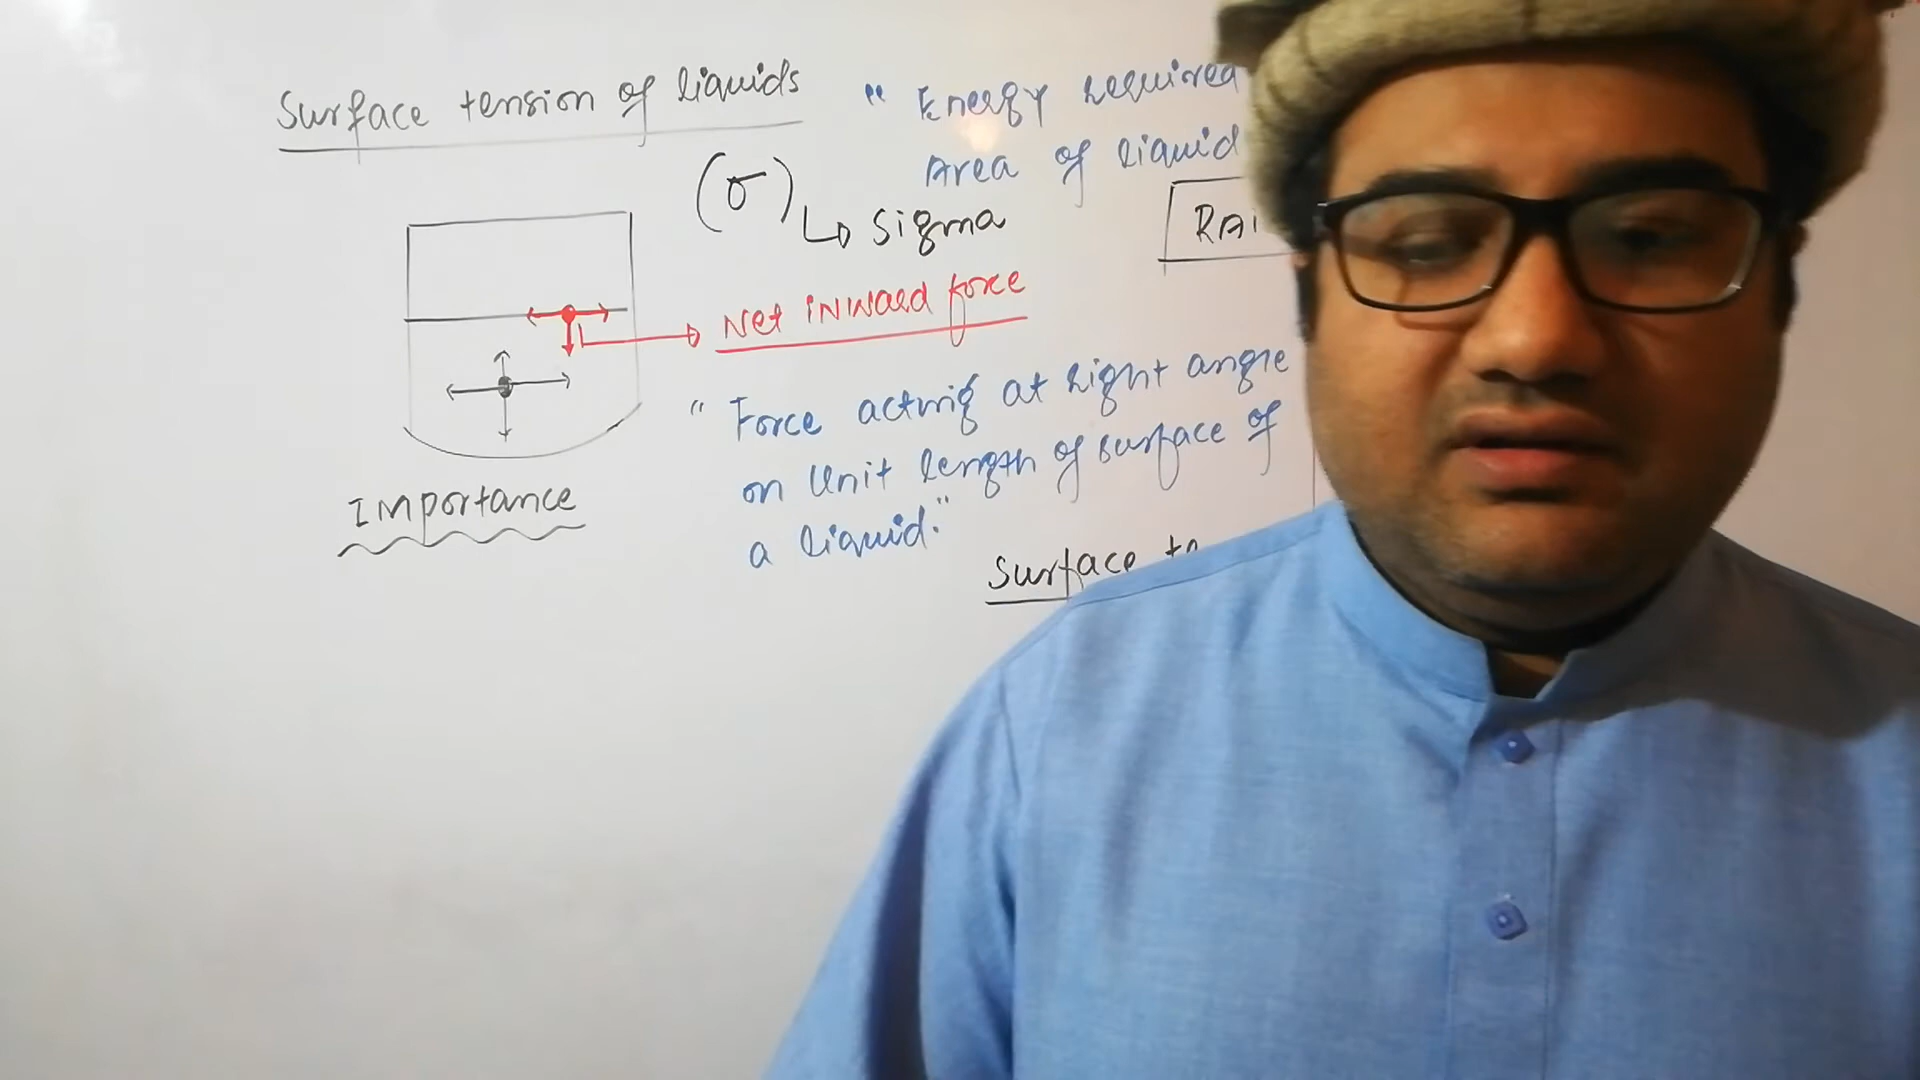 Surface tension of liquids
(σ)
↳ Sigma
Net inward force
" Force acting at right angle
on Unit length of surface of
a liquid."
Importance
" Energy required
Area of liquid
RAI
Surface te